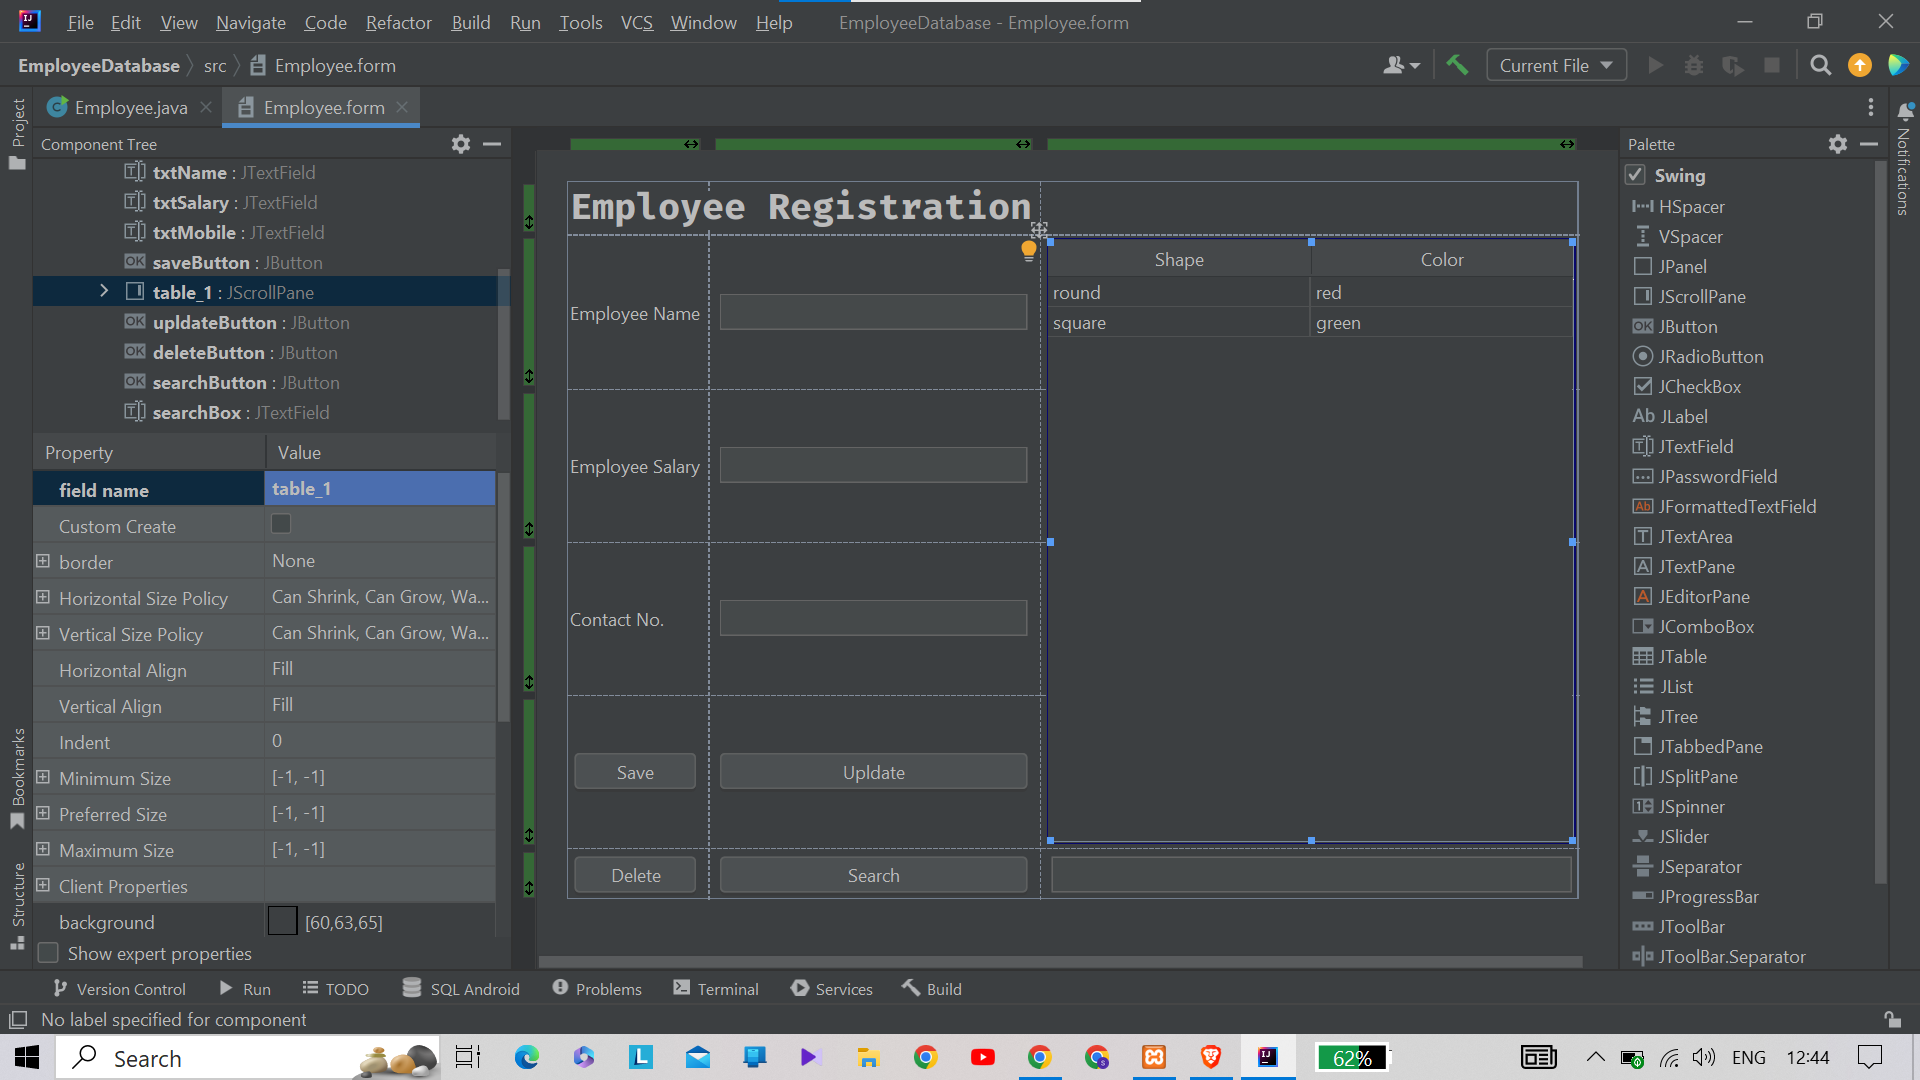 File Edit View Navigate Code Refactor Build Run Tools VCS Window Help EmployeeDatabase - Employee.form
EmployeeDatabase src Employee.form Current File
Project
Employee.java Employee.form
Component Tree
txtName : JTextField
txtSalary : JTextField
txtMobile : JTextField
saveButton : JButton
table_1 : JScrollPane
upldateButton : JButton
deleteButton : JButton
searchButton : JButton
searchBox : JTextField
Property Value
field name table_1
Custom Create
border None
Horizontal Size Policy Can Shrink, Can Grow, Wa...
Vertical Size Policy Can Shrink, Can Grow, Wa...
Horizontal Align Fill
Vertical Align Fill
Indent 0
Minimum Size [-1, -1]
Preferred Size [-1, -1]
Maximum Size [-1, -1]
Client Properties
background [60,63,65]
Show expert properties
Bookmarks
Structure
Employee Registration
Shape Color
round red
square green
Employee Name
Employee Salary
Contact No.
Save Upldate
Delete Search
Palette
Swing
HSpacer
VSpacer
JPanel
JScrollPane
OK JButton
JRadioButton
JCheckBox
Ab JLabel
JTextField
JPasswordField
Ab JFormattedTextField
JTextArea
JTextPane
JEditorPane
JComboBox
JTable
JList
JTree
JTabbedPane
JSplitPane
JSpinner
JSlider
JSeparator
JProgressBar
JToolBar
JToolBar.Separator
Notifications
Version Control Run TODO SQL Android Problems Terminal Services Build
No label specified for component
Search 62% ENG 12:44